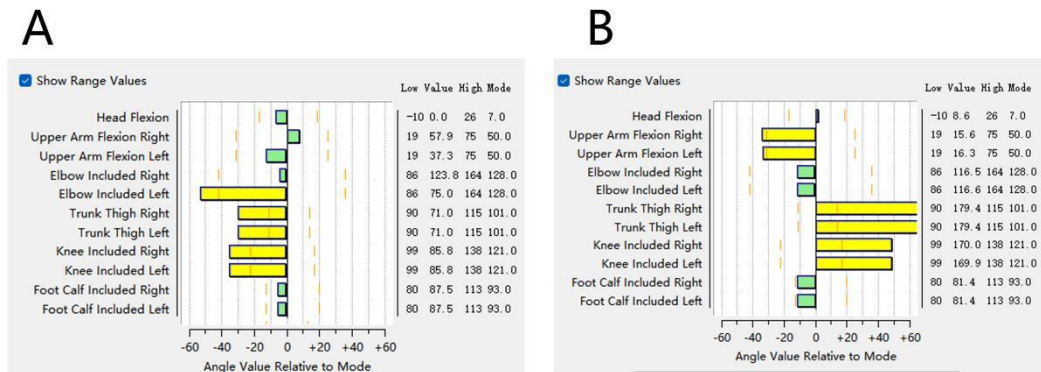 A
Show Range Values
Low Value High Mode
Head Flexion -10 0.0 26 7.0
Upper Arm Flexion Right 19 57.9 75 50.0
Upper Arm Flexion Left 19 37.3 75 50.0
Elbow Included Right 86 123.8 164 128.0
Elbow Included Left 86 75.0 164 128.0
Trunk Thigh Right 90 71.0 115 101.0
Trunk Thigh Left 90 71.0 115 101.0
Knee Included Right 99 85.8 138 121.0
Knee Included Left 99 85.8 138 121.0
Foot Calf Included Right 80 87.5 113 93.0
Foot Calf Included Left 80 87.5 113 93.0
-60 -40 -20 0 +20 +40 +60
Angle Value Relative to Mode
B
Show Range Values
Low Value High Mode
Head Flexion -10 8.6 26 7.0
Upper Arm Flexion Right 19 15.6 75 50.0
Upper Arm Flexion Left 19 16.3 75 50.0
Elbow Included Right 86 116.5 164 128.0
Elbow Included Left 86 116.6 164 128.0
Trunk Thigh Right 90 179.4 115 101.0
Trunk Thigh Left 90 179.4 115 101.0
Knee Included Right 99 170.0 138 121.0
Knee Included Left 99 169.9 138 121.0
Foot Calf Included Right 80 81.4 113 93.0
Foot Calf Included Left 80 81.4 113 93.0
-60 -40 -20 0 +20 +40 +60
Angle Value Relative to Mode